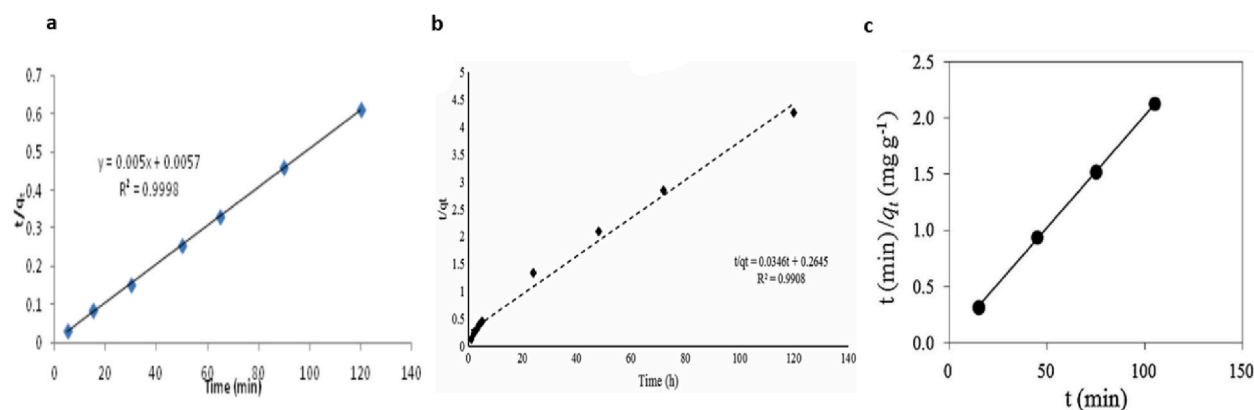 a
0.7
0.6
0.5
0.4
0.3
0.2
0.1
0
t/qt
y = 0.005x + 0.0057
R² = 0.9998
0 20 40 60 80 100 120 140
Time (min)
b
5
4.5
4
3.5
3
2.5
2
1.5
1
0.5
0
t/qt
t/qt = 0.0346t + 0.2645
R² = 0.9908
0 20 40 60 80 100 120 140
Time (h)
c
2.5
2.0
1.5
1.0
0.5
0.0
t (min)/qt (mg g⁻¹)
0 50 100 150
t (min)